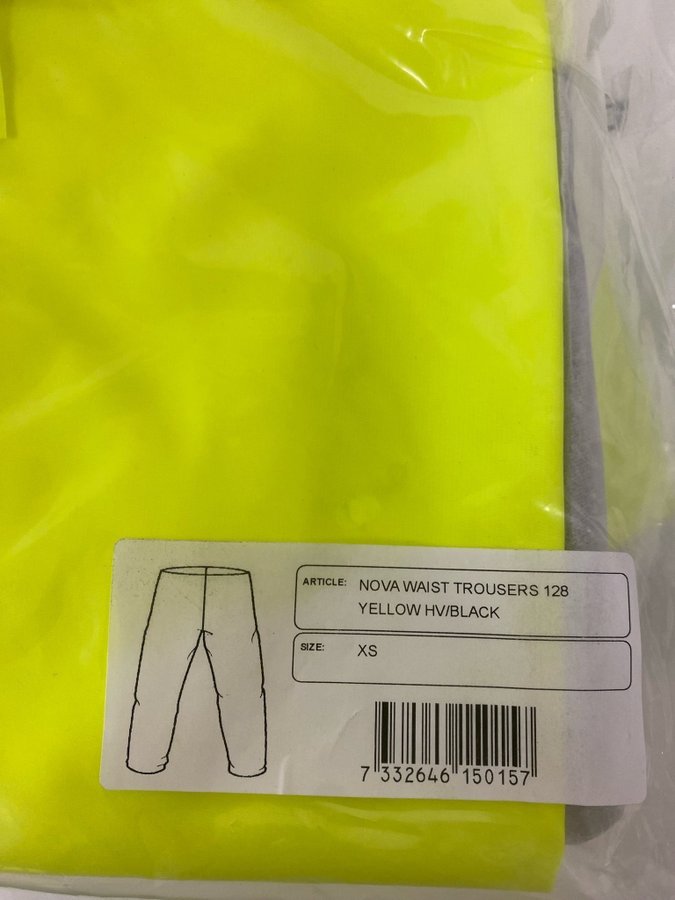 ARTICLE: NOVA WAIST TROUSERS 128
YELLOW HV/BLACK
SIZE: XS
7 332646 150157